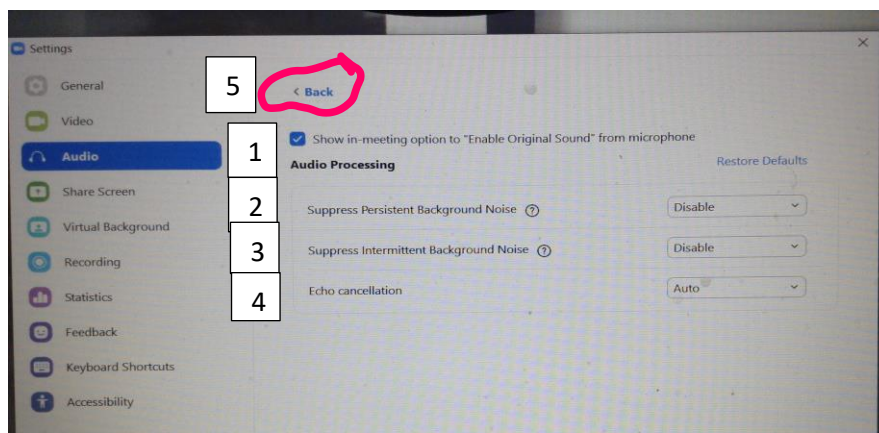 Settings
General
5
< Back
Video
1
Show in-meeting option to "Enable Original Sound" from microphone
Audio
Audio Processing
Restore Defaults
Share Screen
2
Suppress Persistent Background Noise ?
Disable
Virtual Background
3
Suppress Intermittent Background Noise ?
Disable
Recording
4
Echo cancellation
Auto
Statistics
Feedback
Keyboard Shortcuts
Accessibility